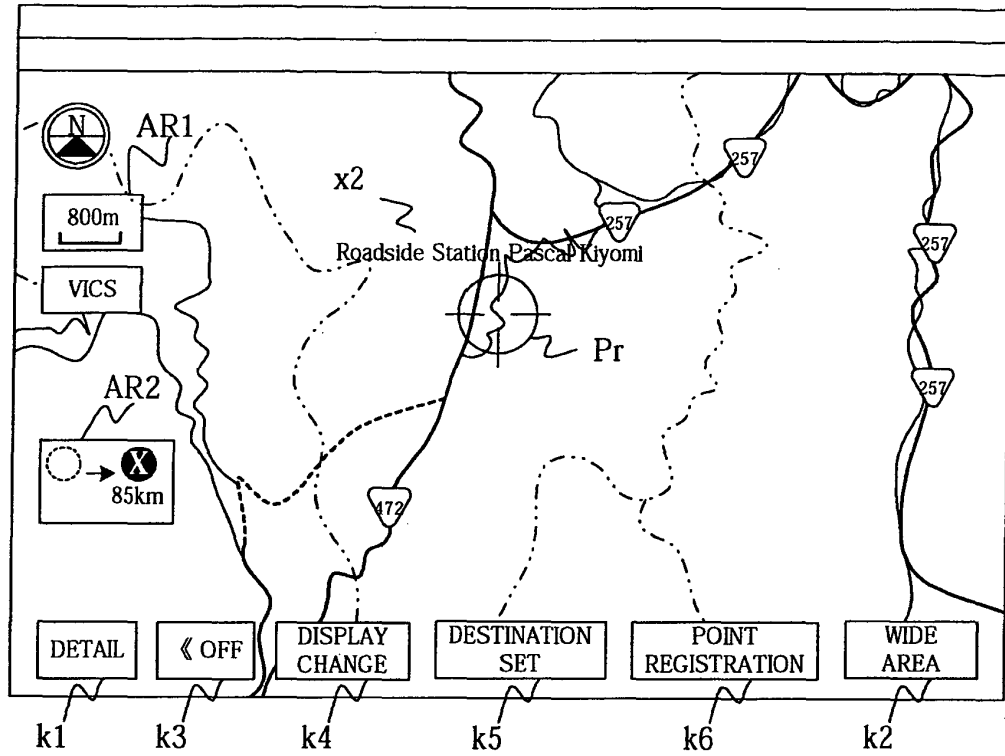 N
AR1
257
x2
800m
257
257
Roadside Station Pascal Kiyomi
VICS
Pr
AR2
257
X
85km
472
DETAIL
《 OFF
DISPLAY
CHANGE
DESTINATION
SET
POINT
REGISTRATION
WIDE
AREA
k1
k3
k4
k5
k6
k2